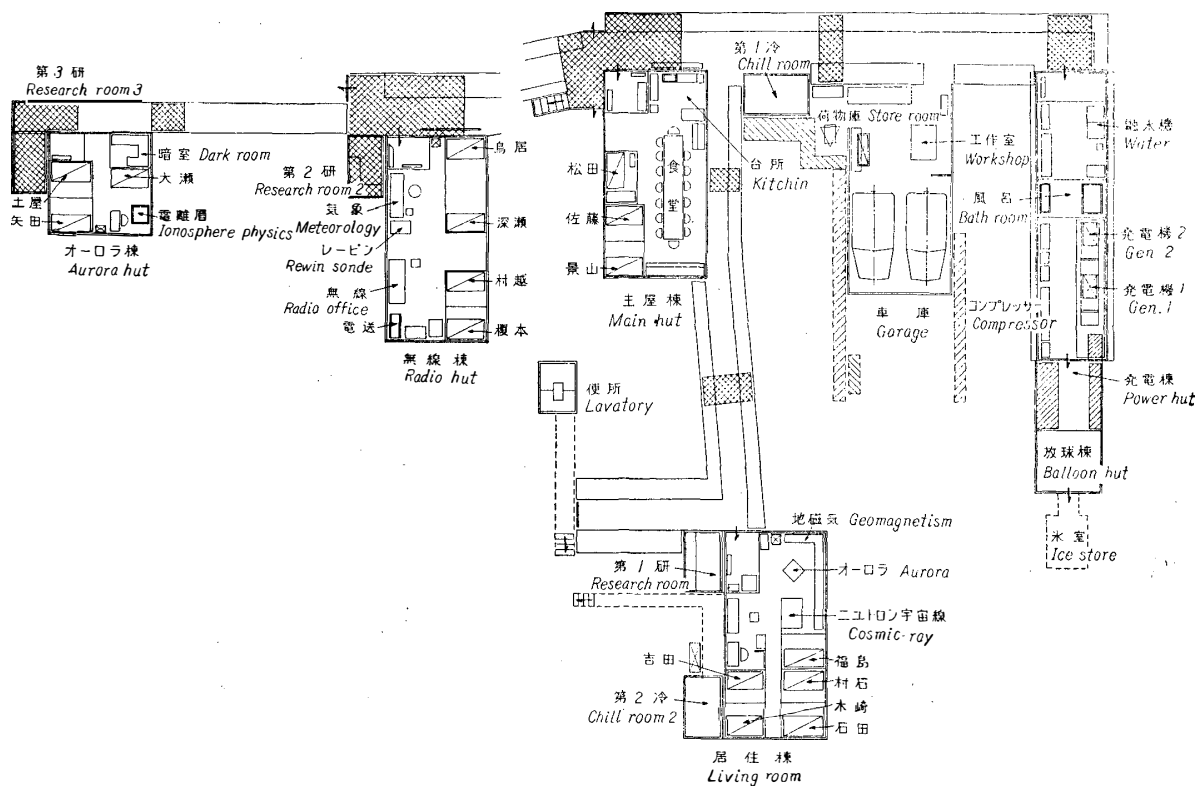 第3研
Research room 3
暗室 Dark room
大瀬
土屋
矢田
電離層
Ionosphere physics
オーロラ棟
Aurora hut
第2研
Research room 2
気象
Meteorology
レービン
Rewin sonde
無線
Radio office
電送
鳥居
深瀬
村越
榎本
無線棟
Radio hut
松田
佐藤
景山
食堂
台所
Kitchin
主屋棟
Main hut
第1冷
Chill room
荷物庫 Store room
工作室
Workshop
車庫
Garage
コンプレッサ
Compressor
融水槽
Water
風呂
Bath room
発電機2
Gen 2
発電機1
Gen.1
発電棟
Power hut
放球棟
Balloon hut
氷室
Ice store
便所
Lavatory
地磁気 Geomagnetism
第1研
Research room
オーロラ Aurora
ニュトロン宇宙線
Cosmic-ray
吉田
福島
村石
木崎
石田
第2冷
Chill room 2
居住棟
Living room